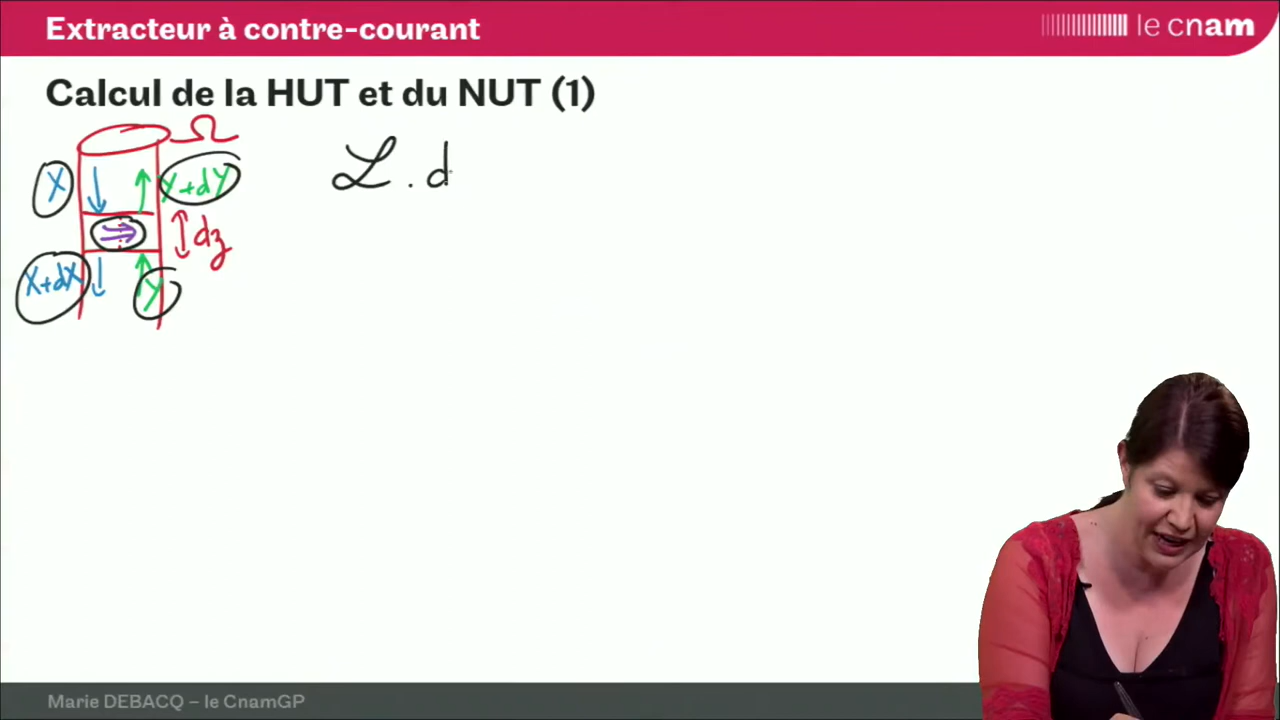 Extracteur à contre-courant
le cnam
Calcul de la HUT et du NUT (1)
Ω
X
Y+dY
dz
X+dX
Y
ℒ . d
Marie DEBACQ – le CnamGP